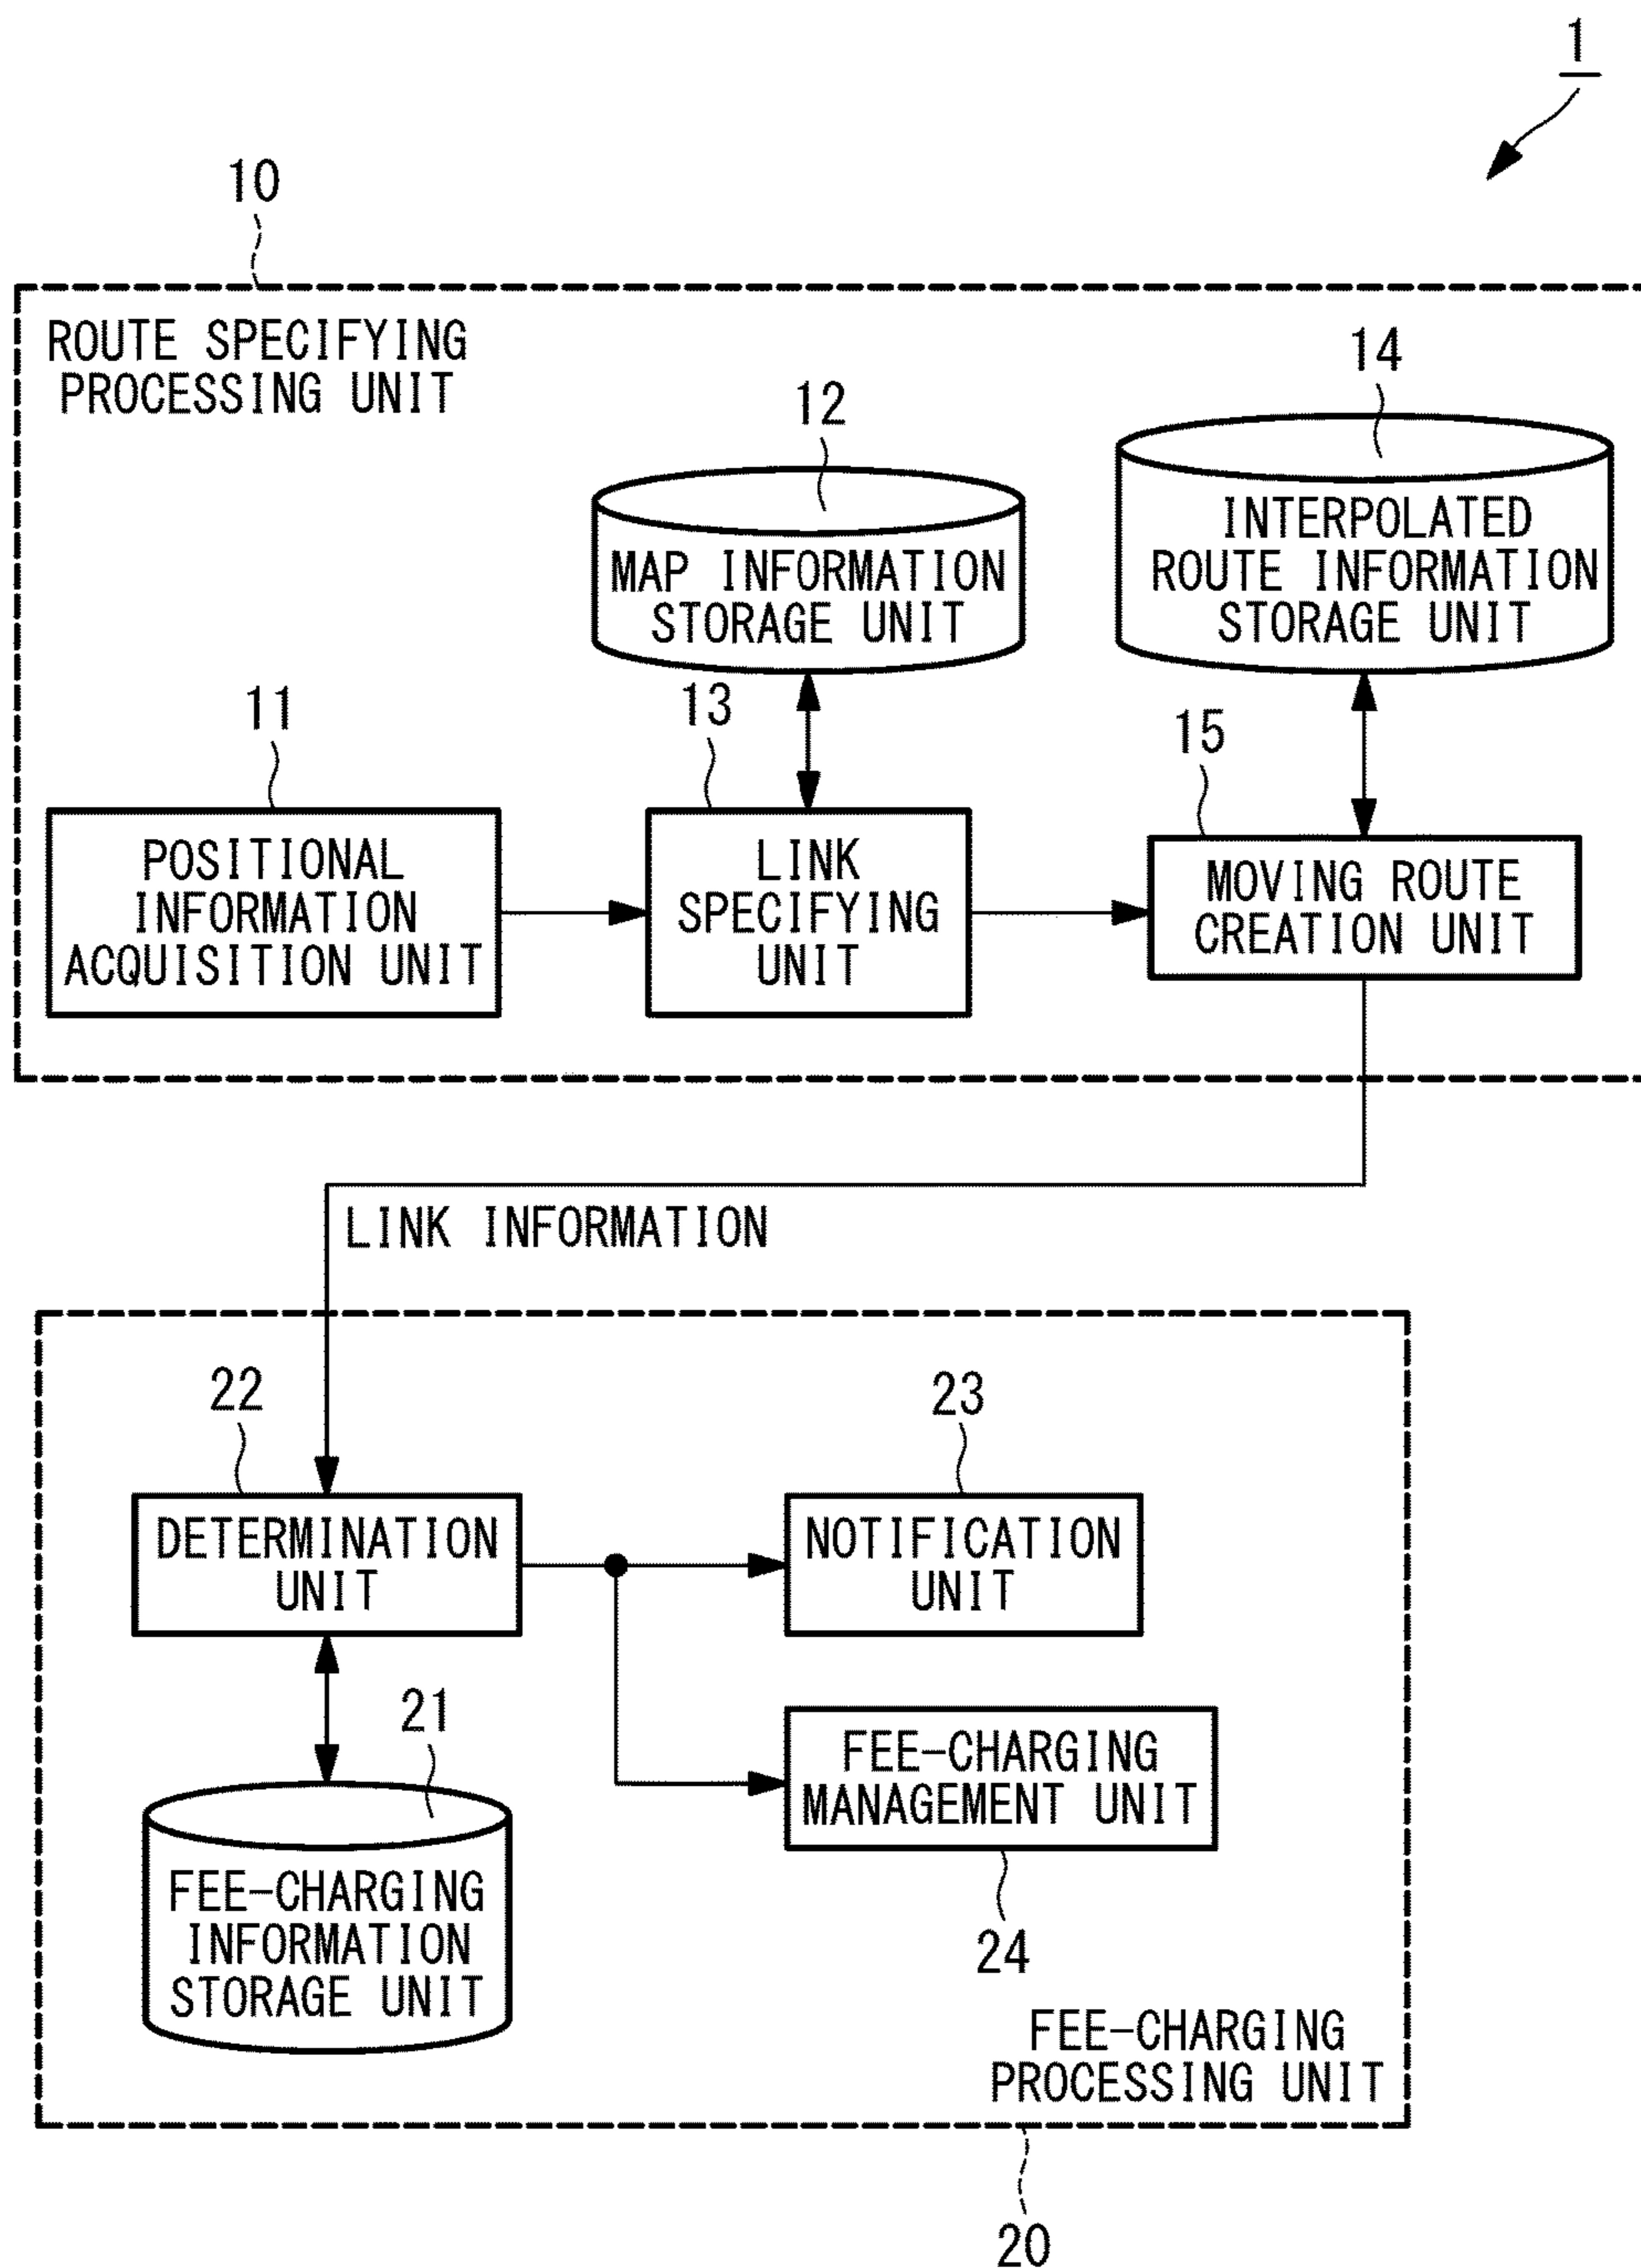 1
10
ROUTE SPECIFYING
PROCESSING UNIT
12
14
MAP INFORMATION
STORAGE UNIT
INTERPOLATED
ROUTE INFORMATION
STORAGE UNIT
11
13
15
POSITIONAL
INFORMATION
ACQUISITION UNIT
LINK
SPECIFYING
UNIT
MOVING ROUTE
CREATION UNIT
LINK INFORMATION
22
23
DETERMINATION
UNIT
NOTIFICATION
UNIT
21
FEE-CHARGING
MANAGEMENT UNIT
24
FEE-CHARGING
INFORMATION
STORAGE UNIT
FEE-CHARGING
PROCESSING UNIT
20